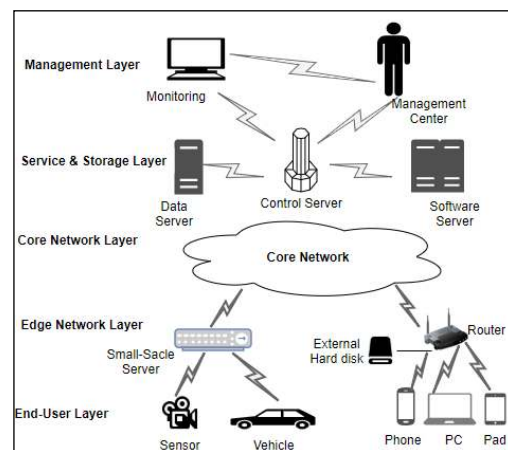 Management Layer
Monitoring
Management
Center
Service & Storage Layer
Data
Server
Control Server
Software
Server
Core Network Layer
Core Network
Edge Network Layer
Small-Sacle
Server
External
Hard disk
Router
End-User Layer
Sensor
Vehicle
Phone
PC
Pad